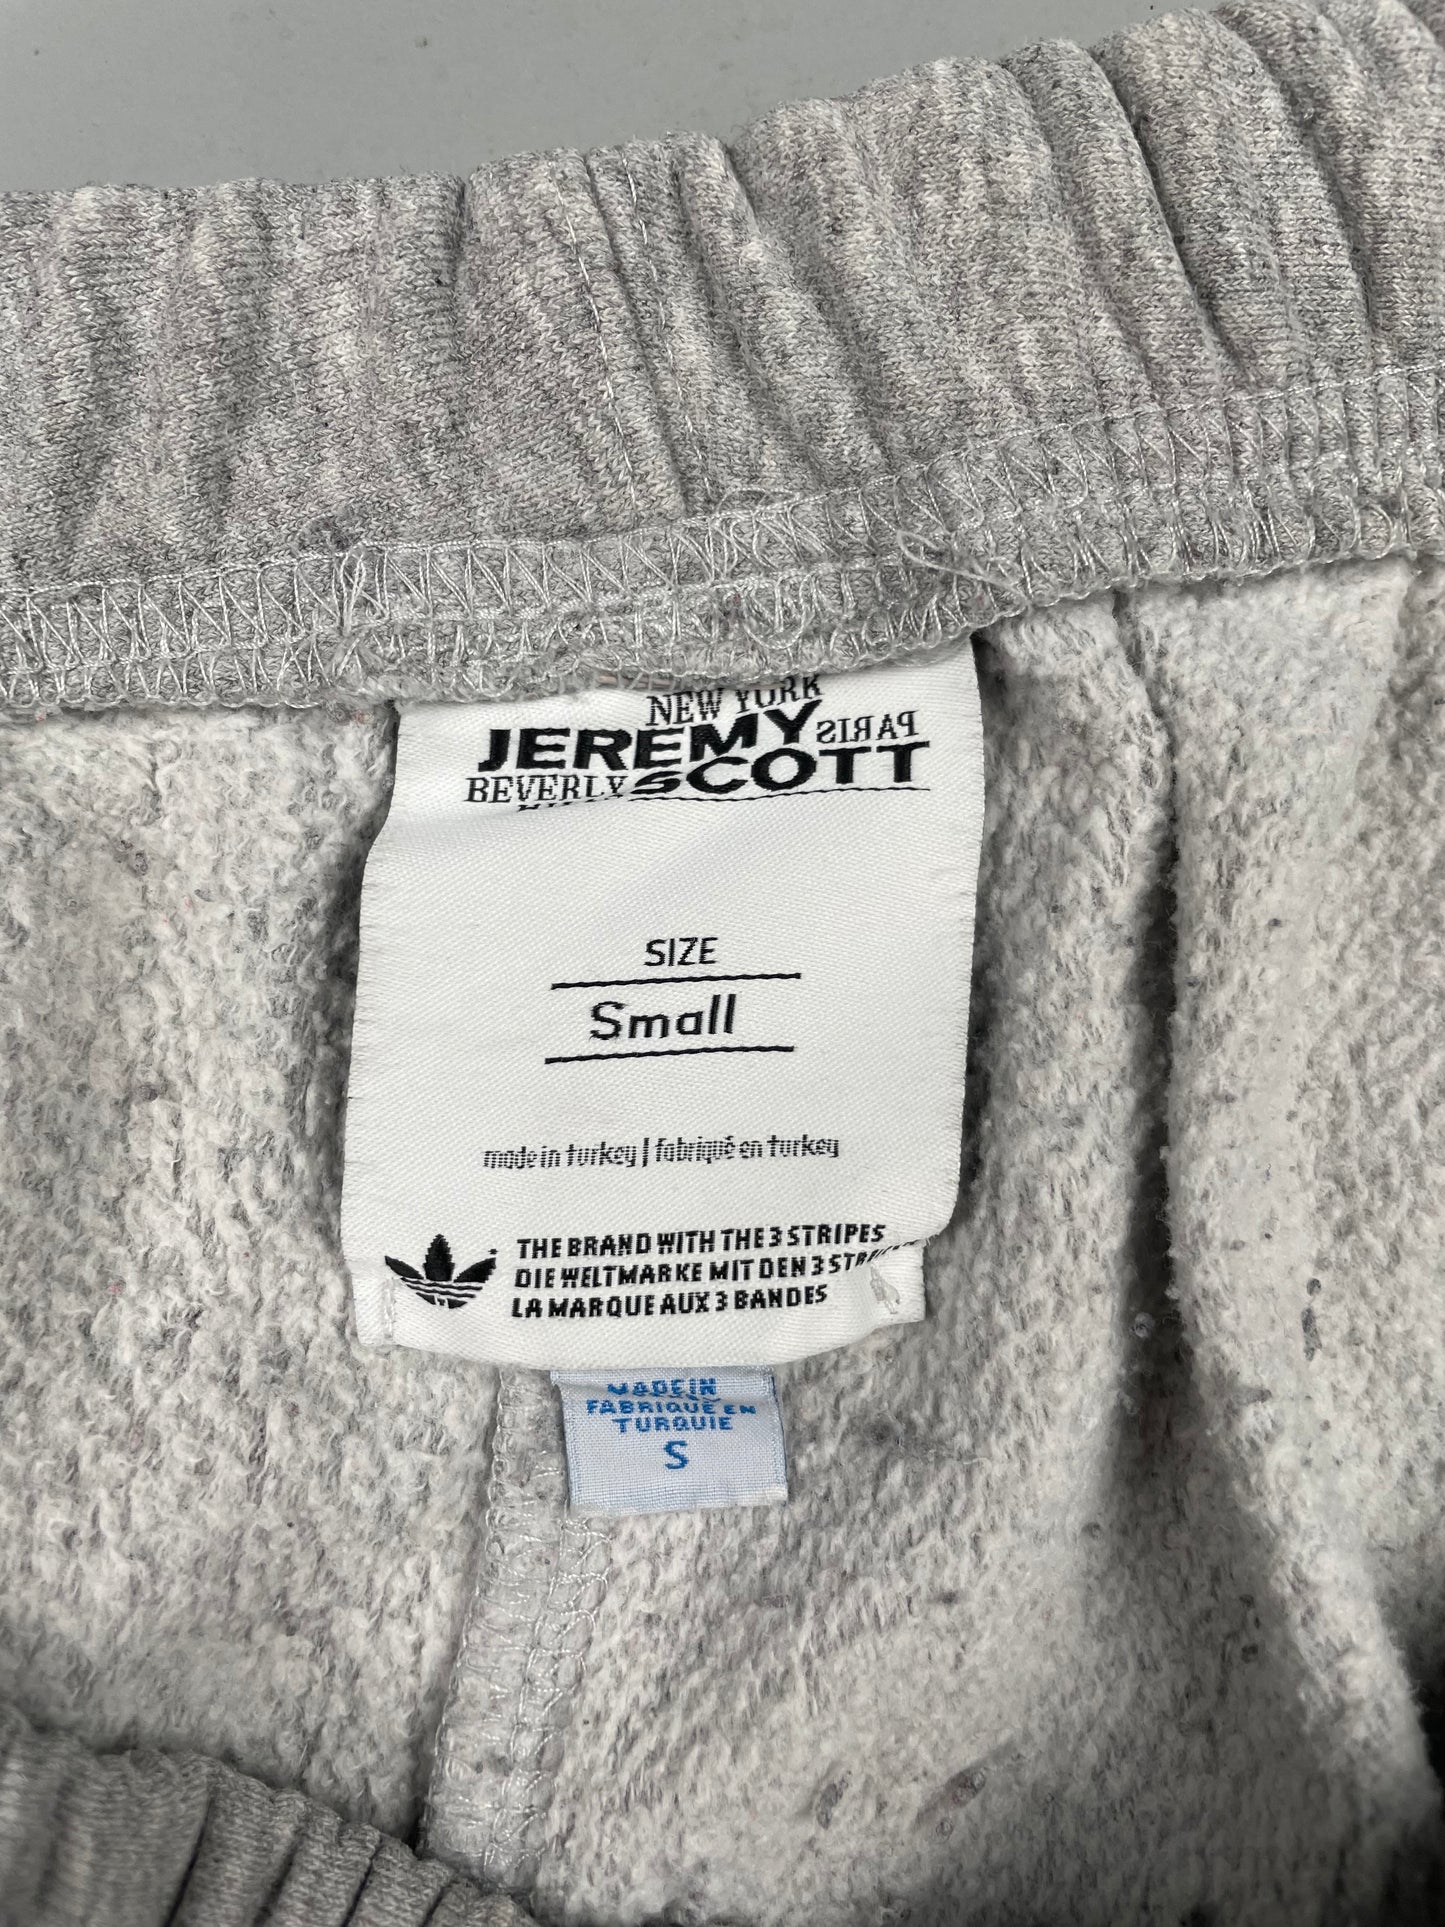 NEW YORK
JEREMY PARIS
BEVERLY SCOTT
SIZE
Small
made in turkey | fabriqué en turkey
THE BRAND WITH THE 3 STRIPES
DIE WELTMARKE MIT DEN 3
LA MARQUE AUX 3 BANDES
MADE IN
FABRIQUÉ EN
TURQUIE
S